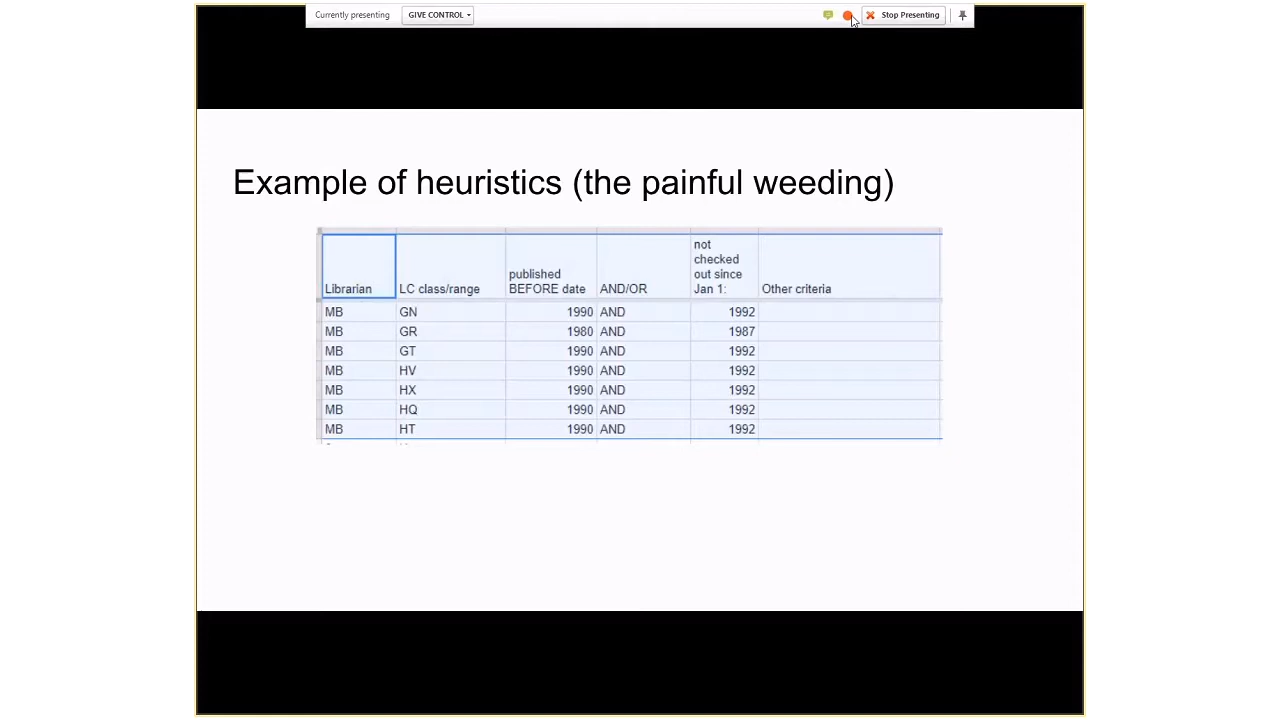 Currently presenting GIVE CONTROL Stop Presenting
Example of heuristics (the painful weeding)
Librarian LC class/range published BEFORE date AND/OR not checked out since Jan 1: Other criteria
MB GN 1990 AND 1992
MB GR 1980 AND 1987
MB GT 1990 AND 1992
MB HV 1990 AND 1992
MB HX 1990 AND 1992
MB HQ 1990 AND 1992
MB HT 1990 AND 1992